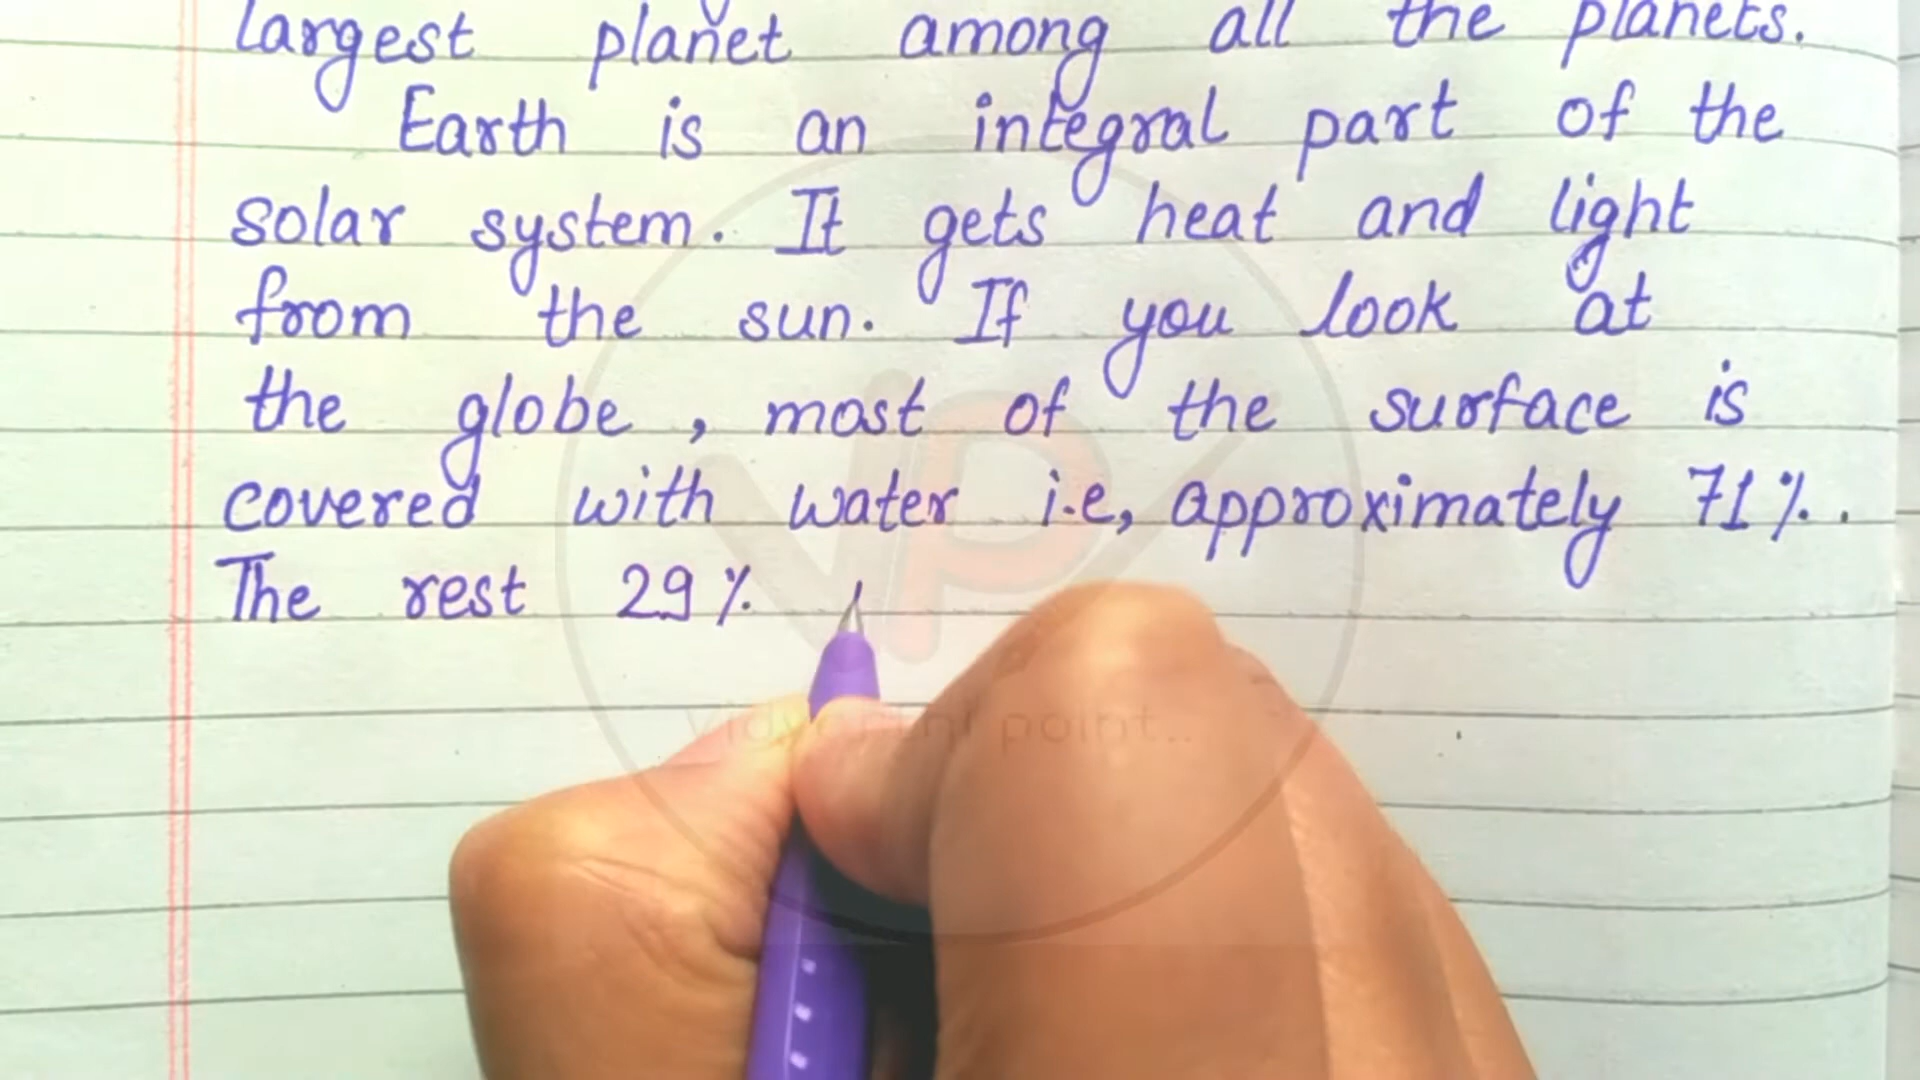 largest planet among all the planets.
Earth is an integral part of the
solar system. It gets heat and light
from the sun. If you look at
the globe, most of the surface is
covered with water i.e, approximately 71%.
The rest 29%
VP
point..